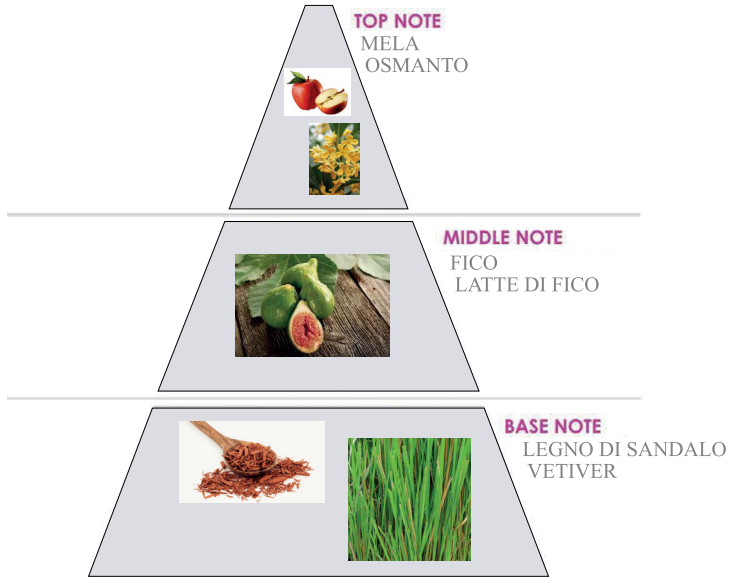 TOP NOTE
MELA
OSMANTO
MIDDLE NOTE
FICO
LATTE DI FICO
BASE NOTE
LEGNO DI SANDALO
VETIVER